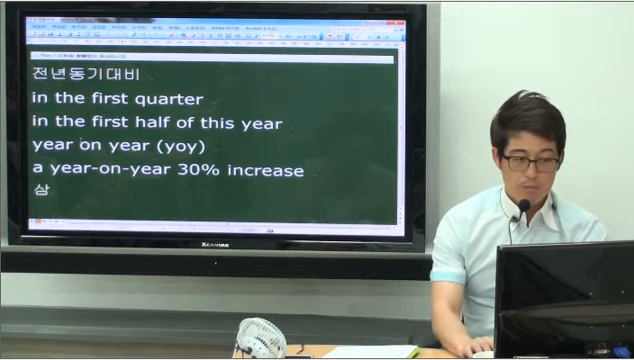 전년동기대비
in the first quarter
in the first half of this year
year on year (yoy)
a year-on-year 30% increase
삼
XCANVAS